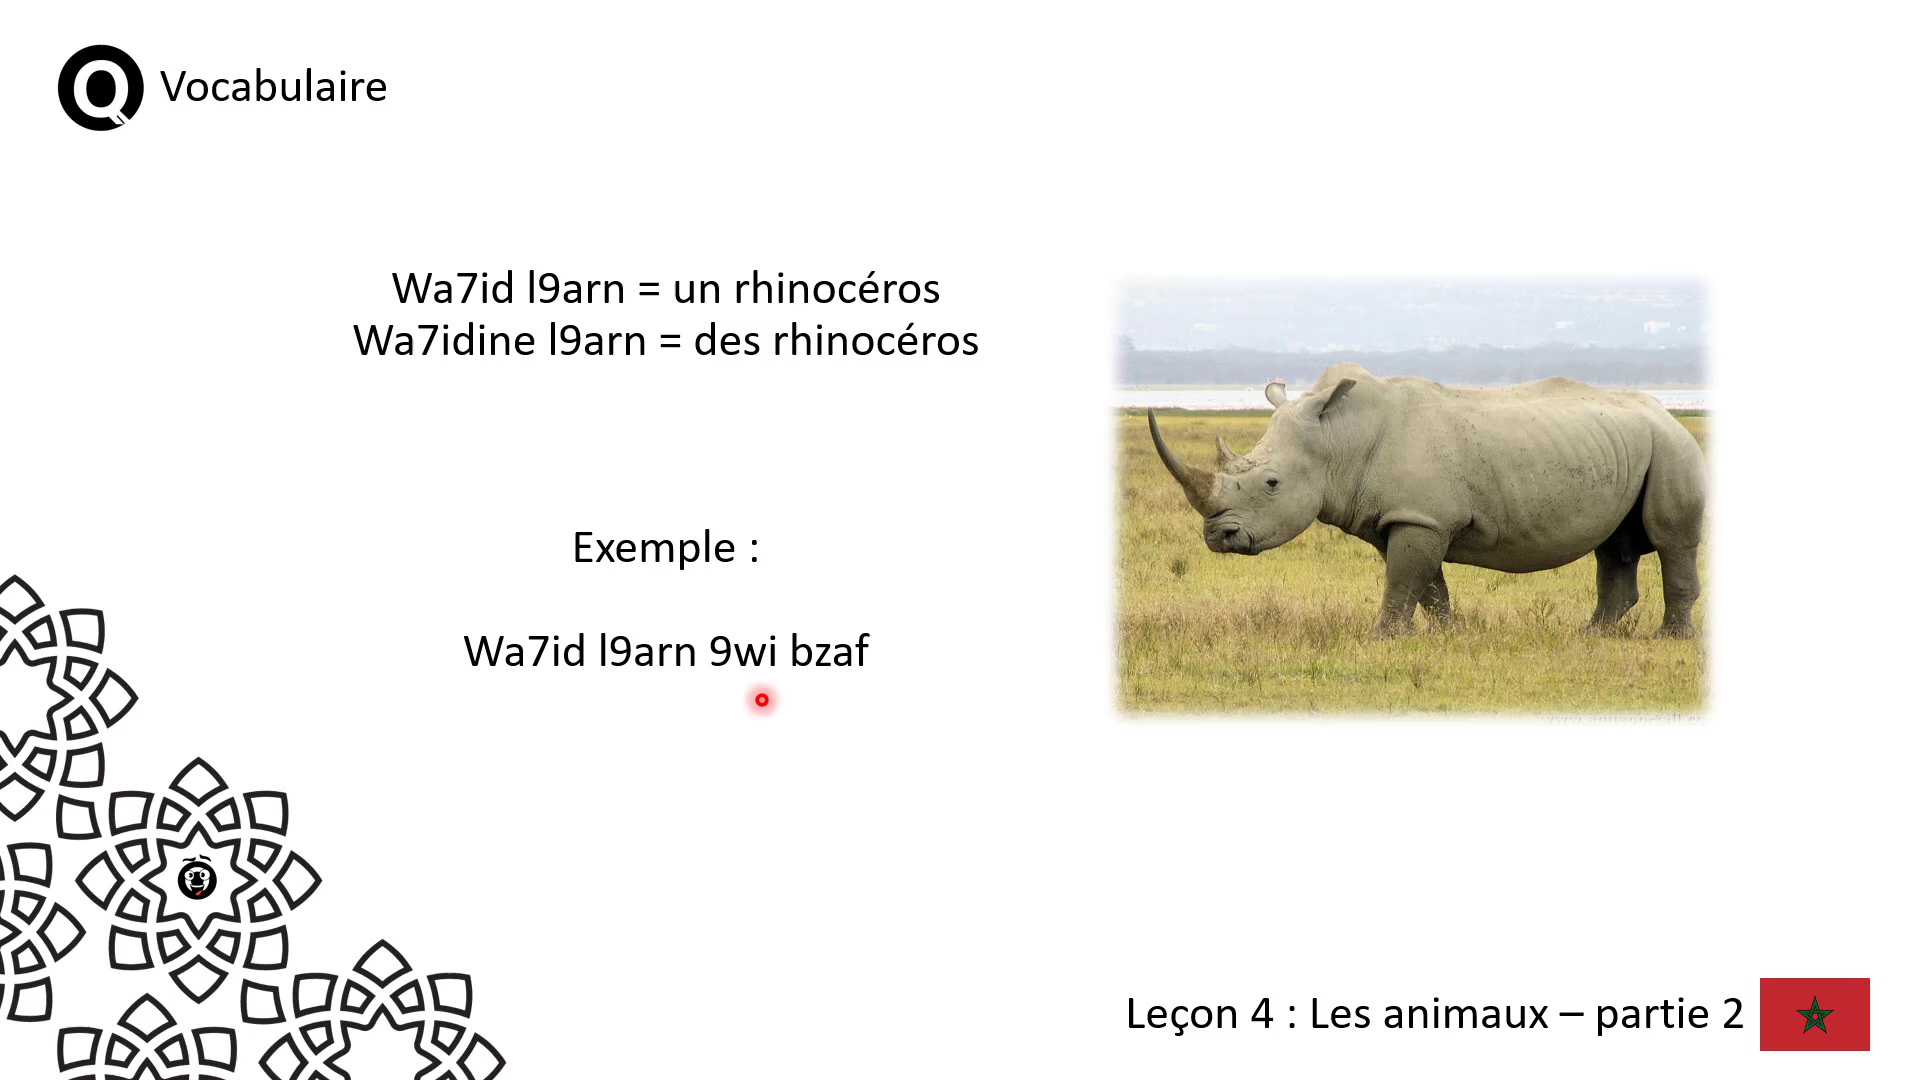 Q Vocabulaire
Wa7id l9arn = un rhinocéros
Wa7idine l9arn = des rhinocéros
Exemple :
Wa7id l9arn 9wi bzaf
Leçon 4 : Les animaux – partie 2